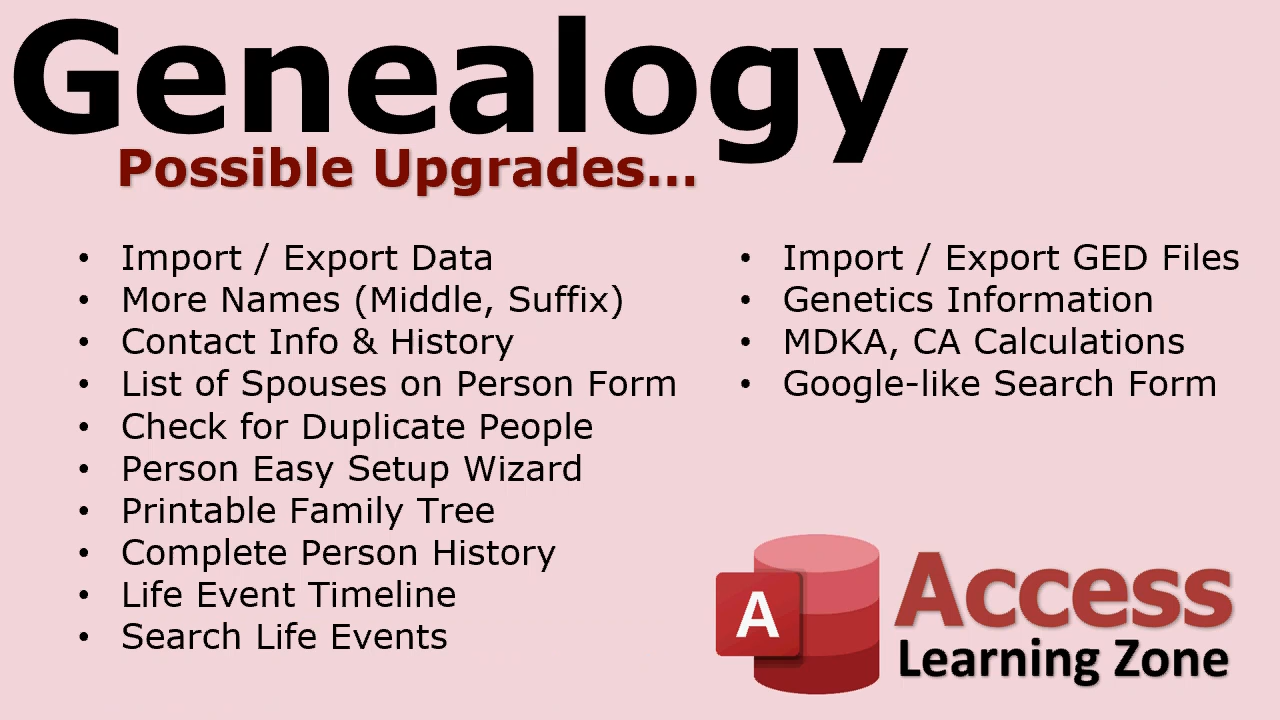 Genealogy
Possible Upgrades...
• Import / Export Data
• More Names (Middle, Suffix)
• Contact Info & History
• List of Spouses on Person Form
• Check for Duplicate People
• Person Easy Setup Wizard
• Printable Family Tree
• Complete Person History
• Life Event Timeline
• Search Life Events
• Import / Export GED Files
• Genetics Information
• MDKA, CA Calculations
• Google-like Search Form
A
Access
Learning Zone